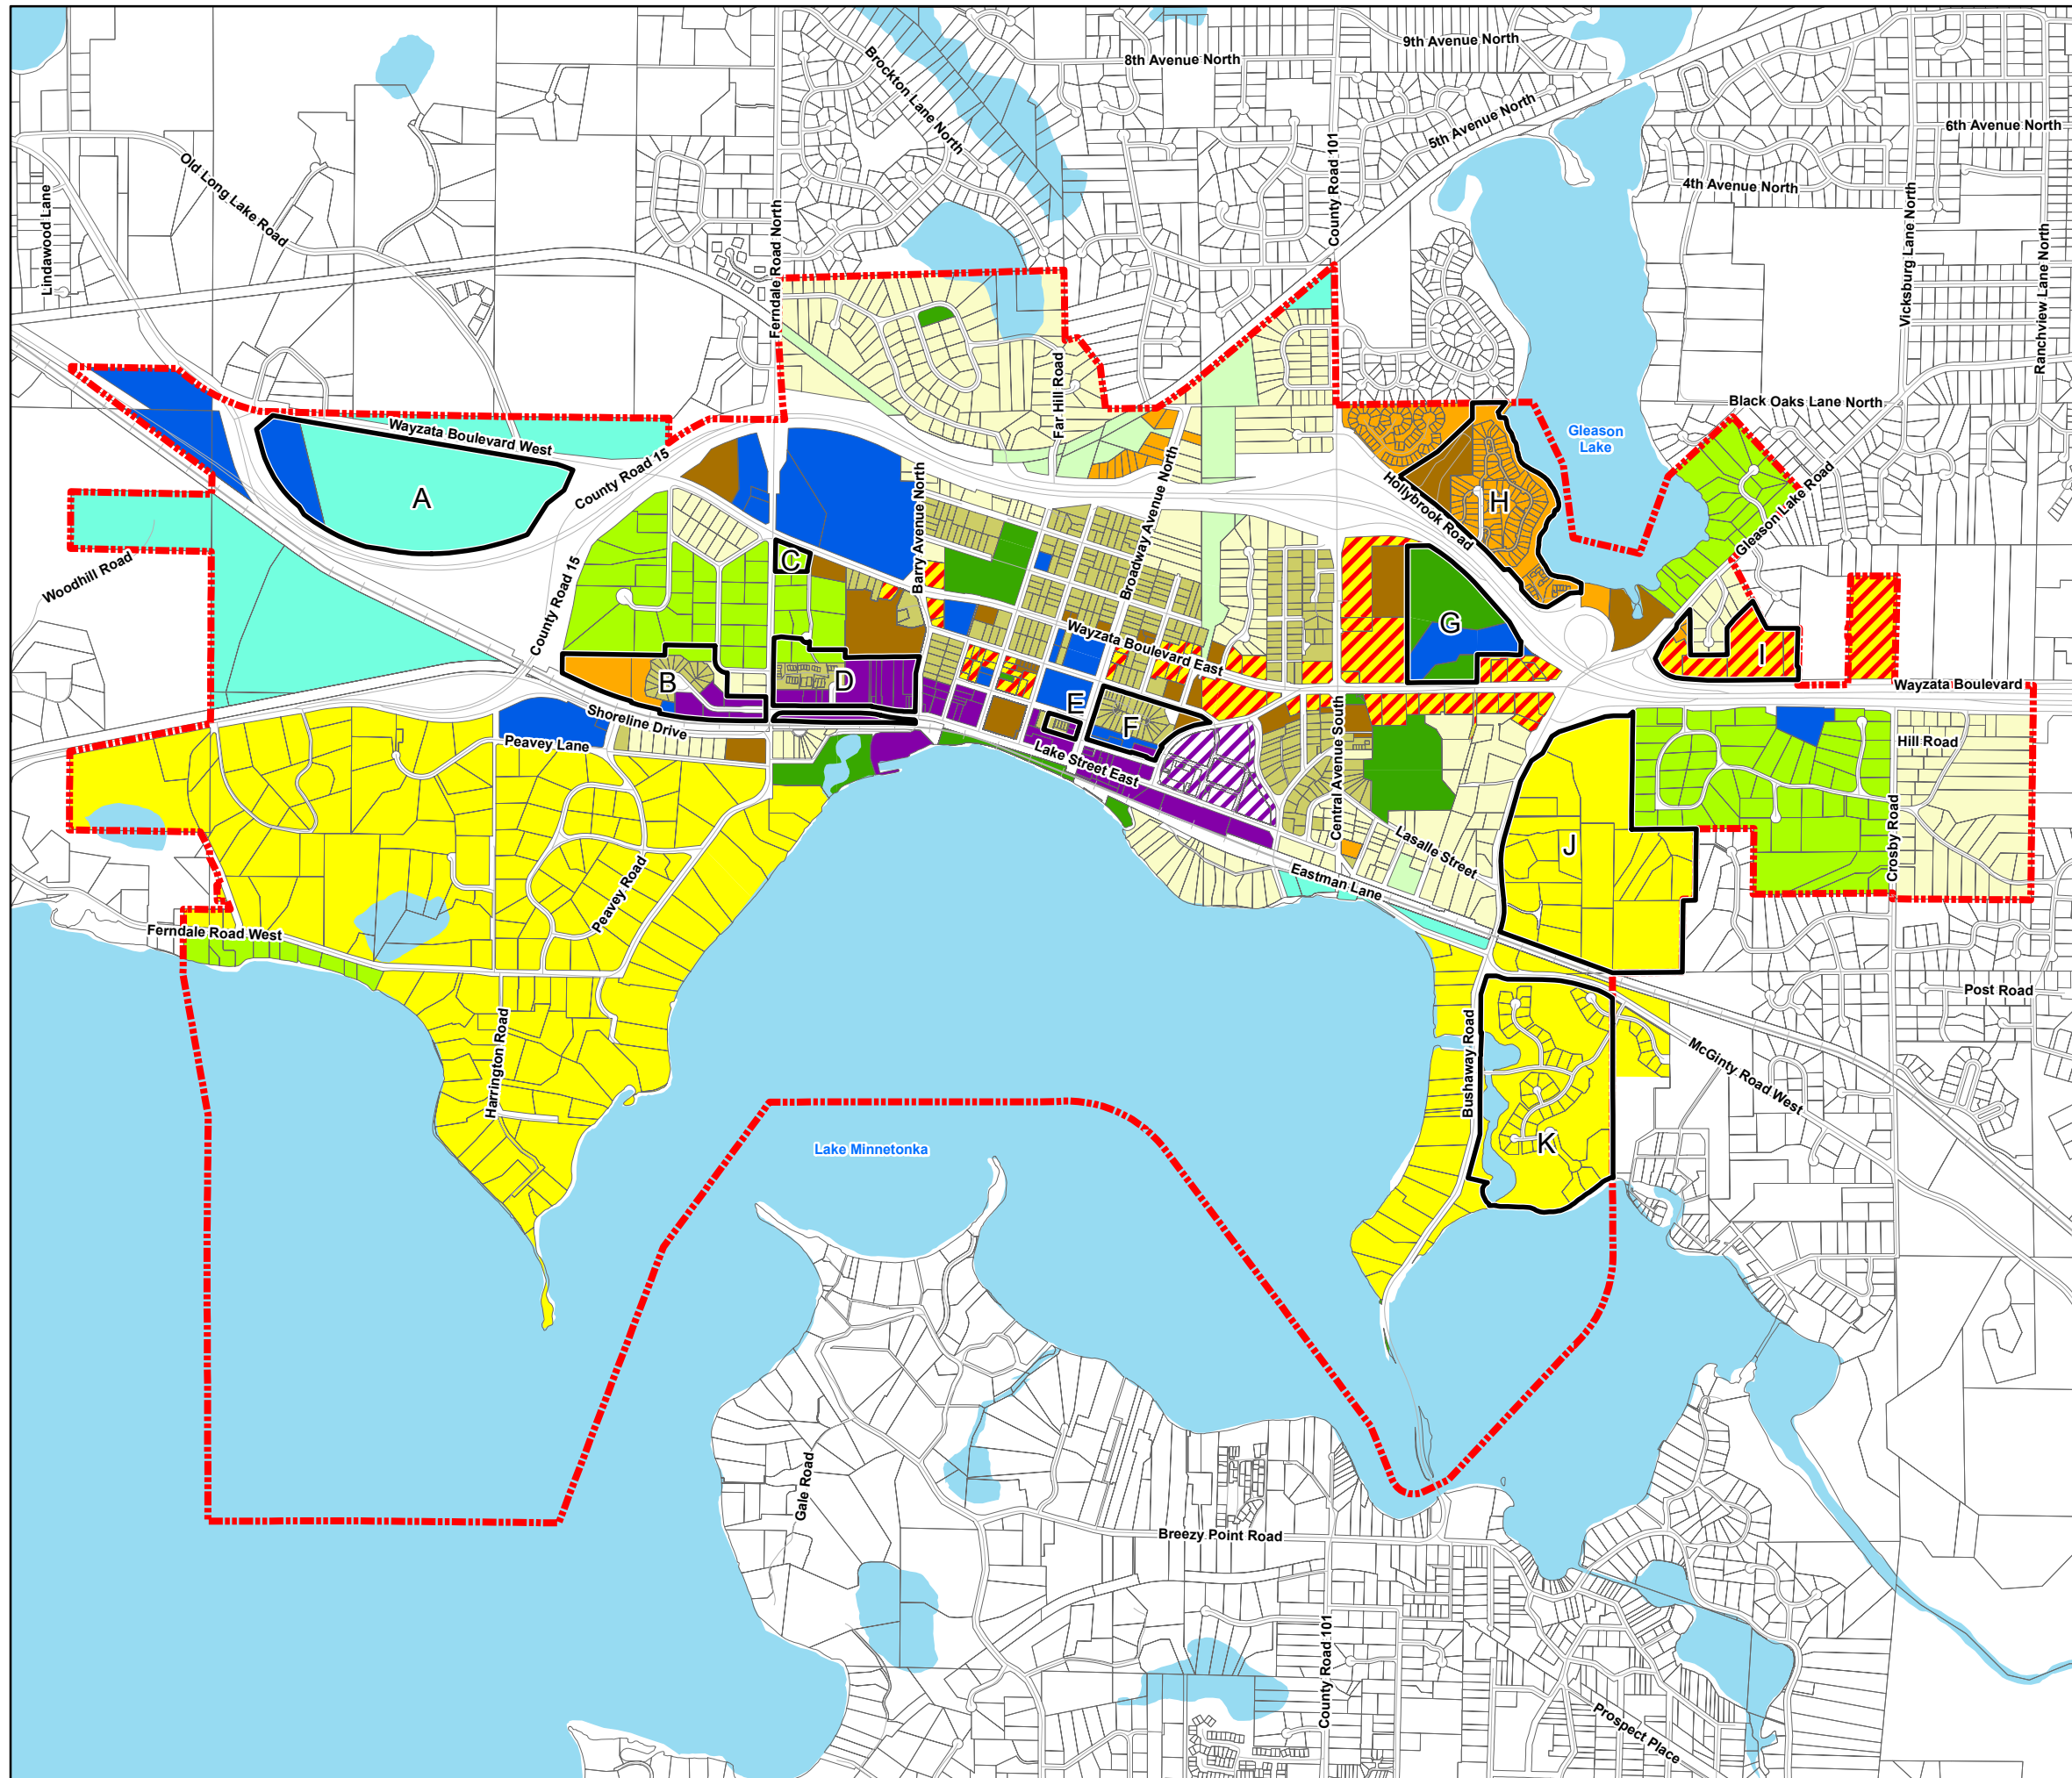 9th Avenue North
8th Avenue North
Brockton Lane North
5th Avenue North
6th Avenue North
4th Avenue North
Old Long Lake Road
Lindawood Lane
Ferndale Road North
County Road 101
Vicksburg Lane North
Ranchview Lane North
Far Hill Road
Black Oaks Lane North
Gleason
Lake
Wayzata Boulevard West
County Road 15
Barry Avenue North
Broadway Avenue North
Hollybrook Road
Gleason Lake Road
A
H
Woodhill Road
County Road 15
C
Wayzata Boulevard East
G
I
B
D
E
F
Wayzata Boulevard
Shoreline Drive
Peavey Lane
Lake Street East
Central Avenue South
Hill Road
J
Lasalle Street
Crosby Road
Eastman Lane
Peavey Road
Ferndale Road West
Post Road
Harrington Road
Bushaway Road
McGinty Road West
K
Lake Minnetonka
Gale Road
Breezy Point Road
County Road 101
Prospect Place